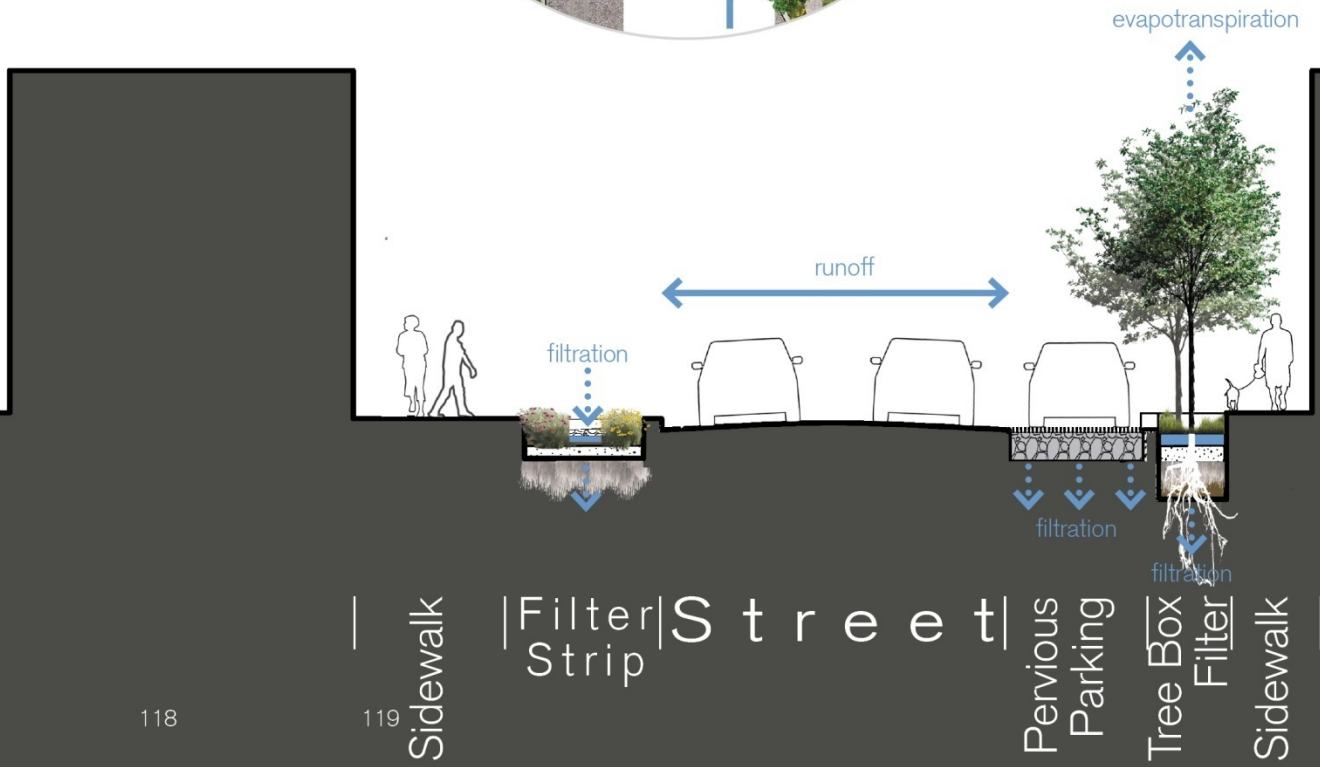 evapotranspiration
runoff
filtration
filtration
filtration
Sidewalk
Filter
Strip
Street
Pervious
Parking
Tree Box
Filter
Sidewalk
118
119